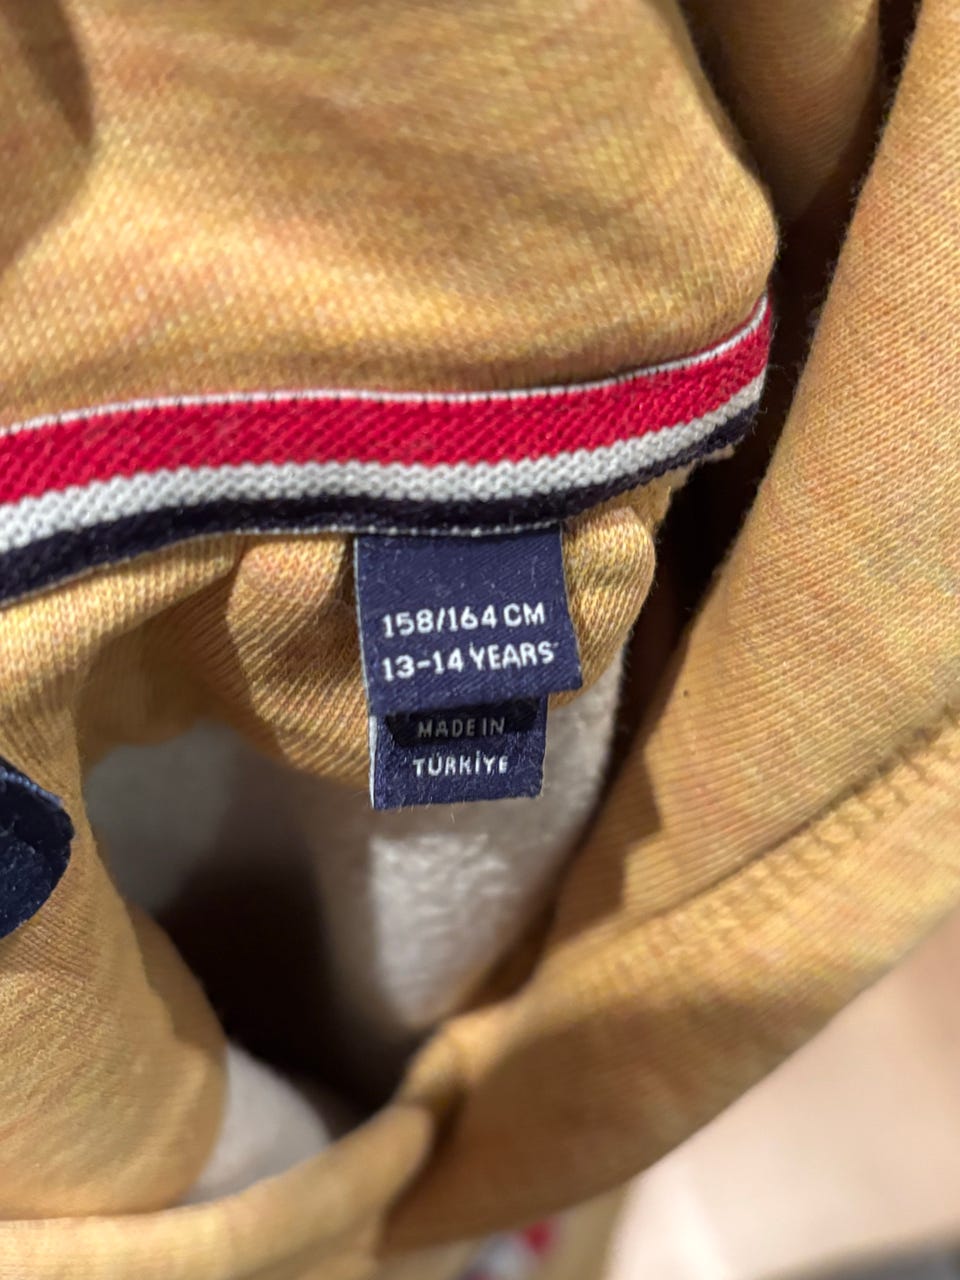 158/164 CM
13-14 YEARS
MADE IN
TÜRKİYE